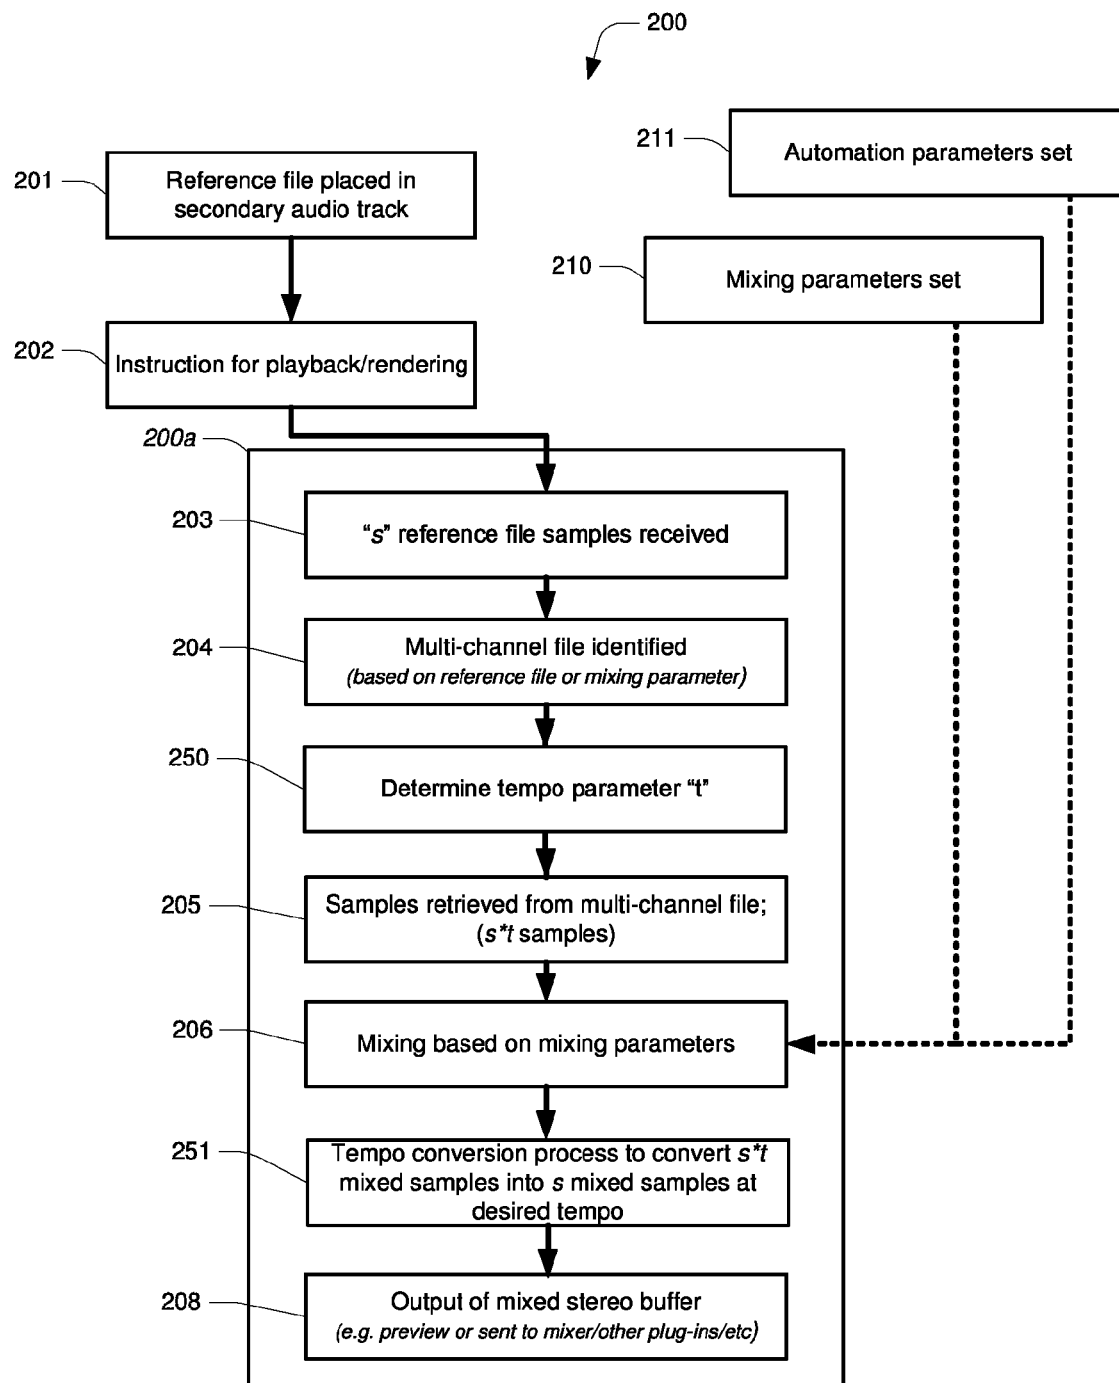 200
211
Automation parameters set
201
Reference file placed in
secondary audio track
210
Mixing parameters set
202
Instruction for playback/rendering
200a
203
“s” reference file samples received
204
Multi-channel file identified
(based on reference file or mixing parameter)
250
Determine tempo parameter “t”
205
Samples retrieved from multi-channel file;
(s*t samples)
206
Mixing based on mixing parameters
251
Tempo conversion process to convert s*t
mixed samples into s mixed samples at
desired tempo
208
Output of mixed stereo buffer
(e.g. preview or sent to mixer/other plug-ins/etc)